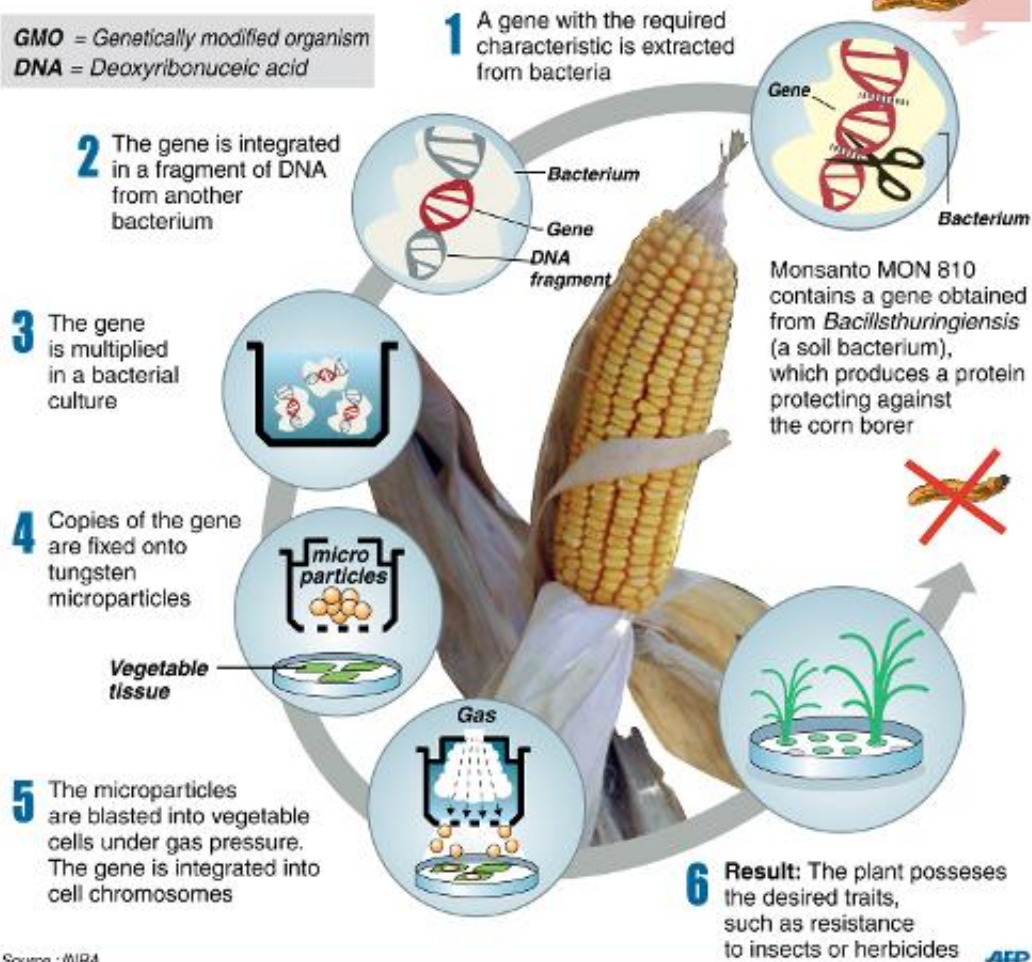 GMO = Genetically modified organism
DNA = Deoxyribonuceic acid
1 A gene with the required
characteristic is extracted
from bacteria
Gene
Bacterium
2 The gene is integrated
in a fragment of DNA
from another
bacterium
Bacterium
Gene
DNA
fragment
Monsanto MON 810
contains a gene obtained
from Bacillsthuringiensis
(a soil bacterium),
which produces a protein
protecting against
the corn borer
3 The gene
is multiplied
in a bacterial
culture
4 Copies of the gene
are fixed onto
tungsten
microparticles
micro
particles
Vegetable
tissue
Gas
5 The microparticles
are blasted into vegetable
cells under gas pressure.
The gene is integrated into
cell chromosomes
6 Result: The plant posseses
the desired traits,
such as resistance
to insects or herbicides
Source : INRA
AFP